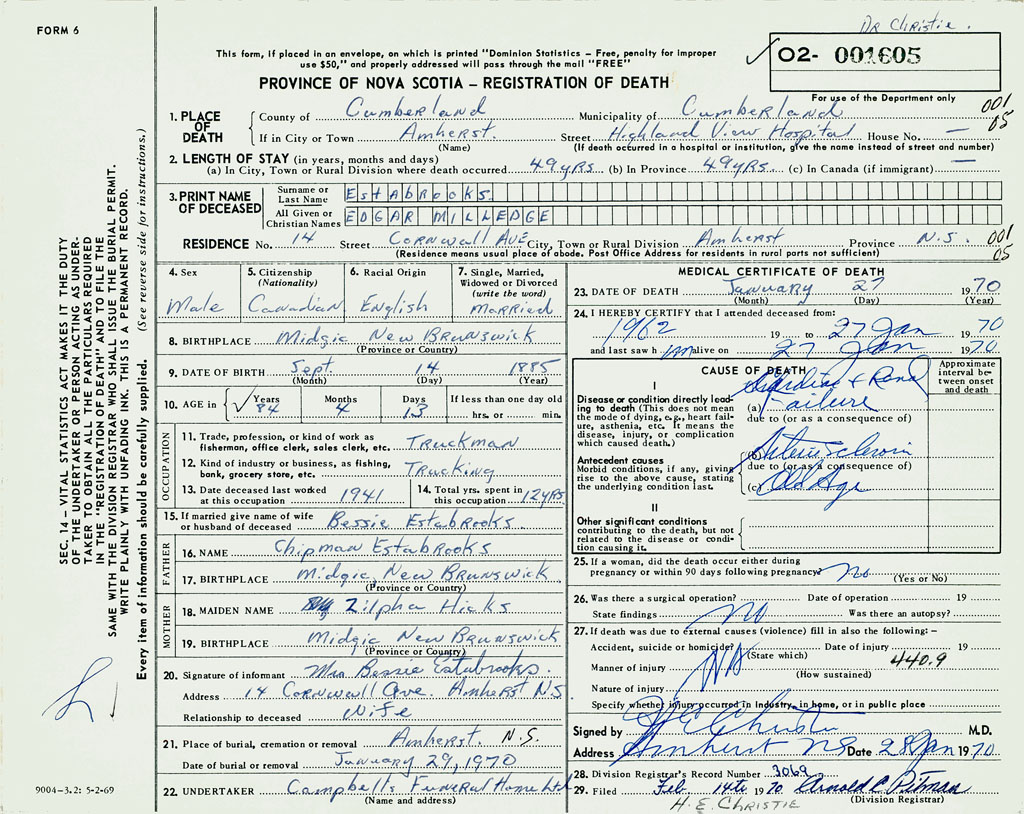 FORM 6
Dr Christie.
This form, if placed in an envelope, on which is printed "Dominion Statistics – Free, penalty for improper
use $50," and properly addressed will pass through the mail "FREE"
O2- 001605
PROVINCE OF NOVA SCOTIA – REGISTRATION OF DEATH
For use of the Department only
1. PLACE OF DEATH
County of Cumberland Municipality of Cumberland 001
If in City or Town Amherst. Street Highland View Hospital House No. — 05
(Name) (If death occurred in a hospital or institution, give the name instead of street and number)
2. LENGTH OF STAY (in years, months and days)
(a) In City, Town or Rural Division where death occurred 49 yrs. (b) In Province 49 yrs. (c) In Canada (if immigrant) —
3. PRINT NAME OF DECEASED
Surname or Last Name Estabrooks.
All Given or Christian Names EDGAR MILLEDGE
RESIDENCE No. 14 Street Cornwall Ave City, Town or Rural Division Amherst Province N.S. 001
(Residence means usual place of abode. Post Office Address for residents in rural parts not sufficient) 05
4. Sex
Male
5. Citizenship
(Nationality)
Canadian
6. Racial Origin
English
7. Single, Married,
Widowed or Divorced
(write the word)
Married
8. BIRTHPLACE Midgic New Brunswick
(Province or Country)
9. DATE OF BIRTH Sept. 14 1885
(Month) (Day) (Year)
10. AGE in Years Months Days If less than one day old
84 4 13 hrs. or min.
OCCUPATION
11. Trade, profession, or kind of work as
fisherman, office clerk, sales clerk, etc. Truckman
12. Kind of industry or business, as fishing,
bank, grocery store, etc. Trucking
13. Date deceased last worked
at this occupation 1941
14. Total yrs. spent in
this occupation 12 yrs
15. If married give name of wife
or husband of deceased Bessie Estabrooks
FATHER
16. NAME Chipman Estabrooks
17. BIRTHPLACE Midgic, New Brunswick
(Province or Country)
MOTHER
18. MAIDEN NAME Zilpha Hicks
19. BIRTHPLACE Midgic New Brunswick
(Province or Country)
20. Signature of informant Mrs Bessie Estabrooks.
Address 14 Cornwall Ave. Amherst NS
Relationship to deceased Wife
21. Place of burial, cremation or removal Amherst. N.S.
Date of burial or removal January 29, 1970
22. UNDERTAKER Campbells Funeral Home Ltd
(Name and address)
MEDICAL CERTIFICATE OF DEATH
23. DATE OF DEATH January 27 1970
(Month) (Day) (Year)
24. I HEREBY CERTIFY that I attended deceased from:
1962 19 to 27 Jan 1970
and last saw h im alive on 27 Jan 1970
CAUSE OF DEATH
Approximate
interval be-
tween onset
and death
I
Disease or condition directly lead-
ing to death (This does not mean
the mode of dying, e.g., heart fail-
ure, asthenia, etc. It means the
disease, injury, or complication
which caused death.)
Cardiac & Renal
(a) Failure
due to (or as a consequence of)
Antecedent causes
Morbid conditions, if any, giving
rise to the above cause, stating
the underlying condition last.
(b)
due to (or as a consequence of)
(c) Old Age
II
Other significant conditions
contributing to the death, but not
related to the disease or condi-
tion causing it.
25. If a woman, did the death occur either during
pregnancy or within 90 days following pregnancy? No
(Yes or No)
26. Was there a surgical operation? Date of operation 19
State findings No Was there an autopsy?
27. If death was due to external causes (violence) fill in also the following: –
Accident, suicide or homicide? Date of injury 19
(State which) 440.9
Manner of injury NA (How sustained)
Nature of injury
Specify whether injury occurred in industry, in home, or in public place
Signed by H E Christie M.D.
Address Amherst NS Date 28 Jan 1970
28. Division Registrar's Record Number 3069
29. Filed Feb. 14th 1970 Arnold Pitman
(Division Registrar)
H. E. CHRISTIE
SEC. 14 – VITAL STATISTICS ACT MAKES IT THE DUTY
OF THE UNDERTAKER OR PERSON ACTING AS UNDER-
TAKER TO OBTAIN ALL THE PARTICULARS REQUIRED
IN THE "REGISTRATION OF DEATH" AND TO FILE THE
SAME WITH THE DIVISION REGISTRAR WHO SHALL ISSUE THE BURIAL PERMIT.
WRITE PLAINLY WITH UNFADING INK. THIS IS A PERMANENT RECORD.
Every item of information should be carefully supplied. (See reverse side for instructions.)
9004-3.2: 5-2-69